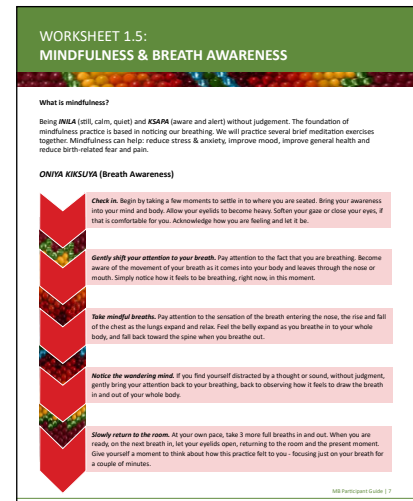 WORKSHEET 1.5:
MINDFULNESS & BREATH AWARENESS
What is mindfulness?
Being INILA (still, calm, quiet) and KSAPA (aware and alert) without judgement. The foundation of
mindfulness practice is based in noticing our breathing. We will practice several brief meditation exercises
together. Mindfulness can help: reduce stress & anxiety, improve mood, improve general health and
reduce birth-related fear and pain.
ONIYA KIKSUYA (Breath Awareness)
Check in. Begin by taking a few moments to settle in to where you are seated. Bring your awareness
into your mind and body. Allow your eyelids to become heavy. Soften your gaze or close your eyes, if
that is comfortable for you. Acknowledge how you are feeling and let it be.
Gently shift your attention to your breath. Pay attention to the fact that you are breathing. Become
aware of the movement of your breath as it comes into your body and leaves through the nose or
mouth. Simply notice how it feels to be breathing, right now, in this moment.
Take mindful breaths. Pay attention to the sensation of the breath entering the nose, the rise and fall
of the chest as the lungs expand and relax. Feel the belly expand as you breathe in to your whole
body, and fall back toward the spine when you breathe out.
Notice the wandering mind. If you find yourself distracted by a thought or sound, without judgment,
gently bring your attention back to your breathing, back to observing how it feels to draw the breath
in and out of your whole body.
Slowly return to the room. At your own pace, take 3 more full breaths in and out. When you are
ready, on the next breath in, let your eyelids open, returning to the room and the present moment.
Give yourself a moment to think about how this practice felt to you - focusing just on your breath for
a couple of minutes.
MB Participant Guide | 7